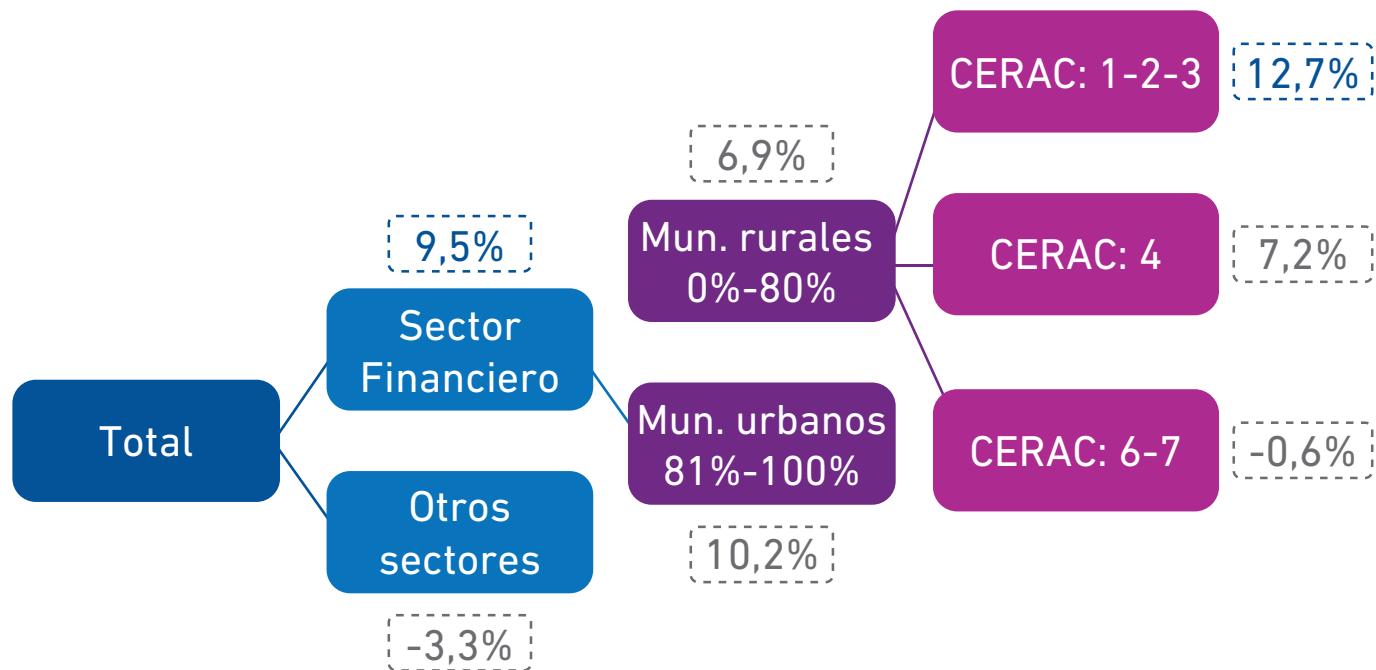 Total
9,5%
Sector
Financiero
Otros
sectores
-3,3%
6,9%
Mun. rurales
0%-80%
Mun. urbanos
81%-100%
10,2%
CERAC: 1-2-3
12,7%
CERAC: 4
7,2%
CERAC: 6-7
-0,6%